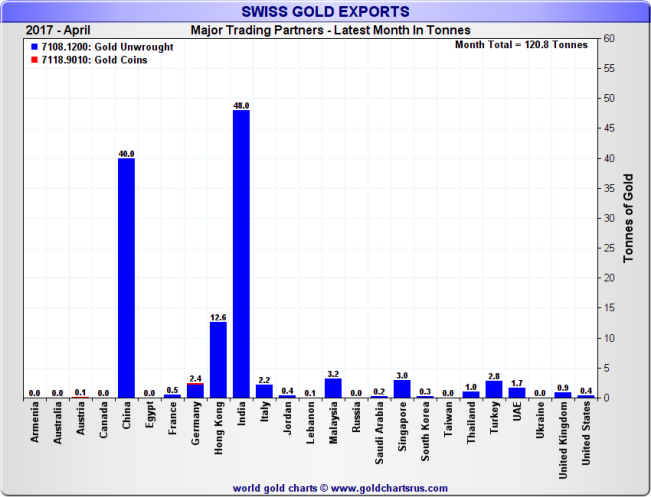 SWISS GOLD EXPORTS
2017 - April
Major Trading Partners - Latest Month In Tonnes
7108.1200: Gold Unwrought
7118.9010: Gold Coins
Month Total = 120.8 Tonnes
60
55
50
45
40
35
30
25
20
15
10
5
0
Tonnes of Gold
0.0
0.0
0.1
0.0
40.0
0.0
0.5
2.4
12.6
48.0
2.2
0.4
0.1
3.2
0.0
0.2
3.0
0.3
0.0
1.0
2.8
1.7
0.0
0.9
0.4
Armenia
Australia
Austria
Canada
China
Egypt
France
Germany
Hong Kong
India
Italy
Jordan
Lebanon
Malaysia
Russia
Saudi Arabia
Singapore
South Korea
Taiwan
Thailand
Turkey
UAE
Ukraine
United Kingdom
United States
world gold charts © www.goldchartsrus.com